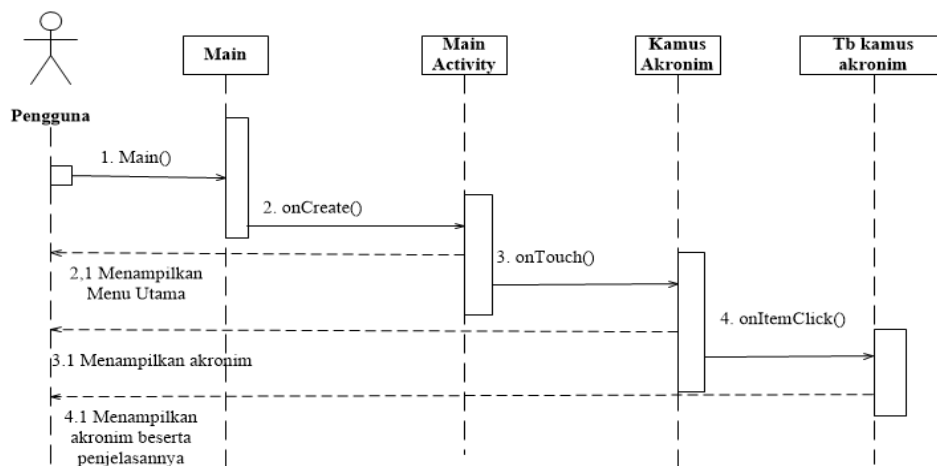 Main
Main
Activity
Kamus
Akronim
Tb kamus
akronim
Pengguna
1. Main()
2. onCreate()
2,1 Menampilkan
Menu Utama
3. onTouch()
4. onItemClick()
3.1 Menampilkan akronim
4.1 Menampilkan
akronim beserta
penjelasannya